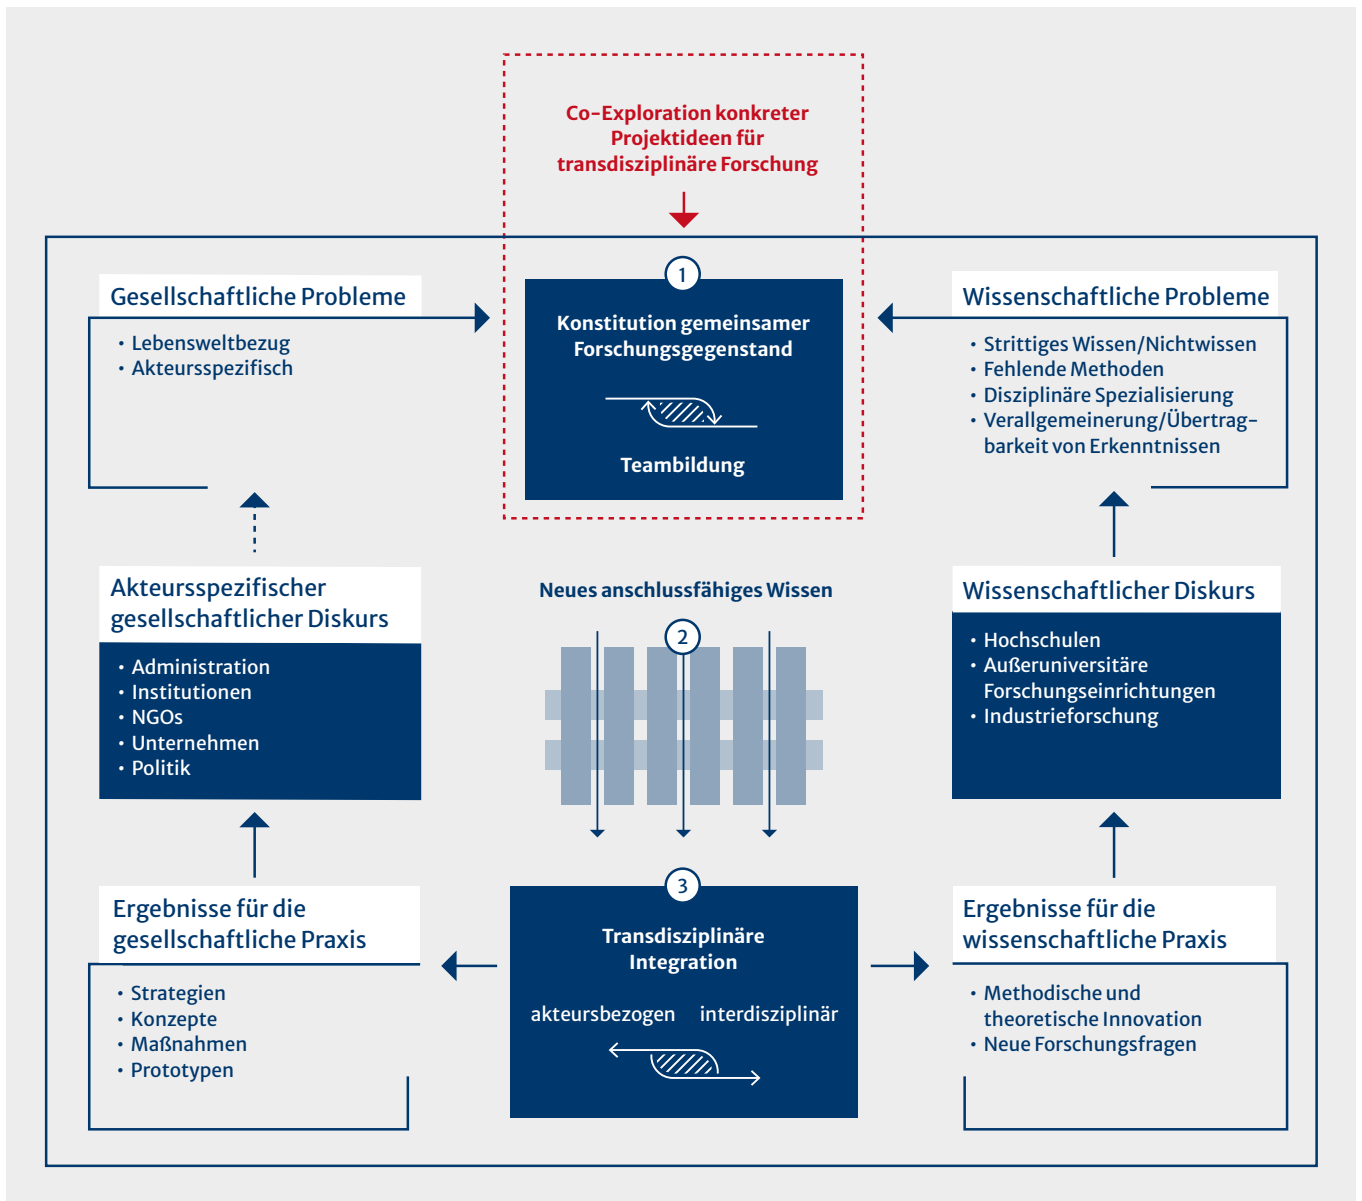 Co-Exploration konkreter
Projektideen für
transdisziplinäre Forschung
Gesellschaftliche Probleme
• Lebensweltbezug
• Akteursspezifisch
1
Konstitution gemeinsamer
Forschungsgegenstand
Teambildung
Wissenschaftliche Probleme
• Strittiges Wissen/Nichtwissen
• Fehlende Methoden
• Disziplinäre Spezialisierung
• Verallgemeinerung/Übertrag-
barkeit von Erkenntnissen
Akteursspezifischer
gesellschaftlicher Diskurs
• Administration
• Institutionen
• NGOs
• Unternehmen
• Politik
Neues anschlussfähiges Wissen
2
Wissenschaftlicher Diskurs
• Hochschulen
• Außeruniversitäre
Forschungseinrichtungen
• Industrieforschung
Ergebnisse für die
gesellschaftliche Praxis
• Strategien
• Konzepte
• Maßnahmen
• Prototypen
3
Transdisziplinäre
Integration
akteursbezogen interdisziplinär
Ergebnisse für die
wissenschaftliche Praxis
• Methodische und
theoretische Innovation
• Neue Forschungsfragen